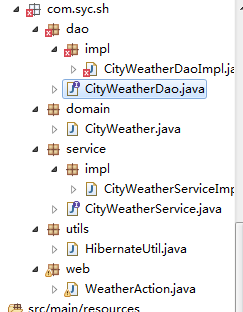 com.syc.sh
dao
impl
CityWeatherDaoImpl.ja
CityWeatherDao.java
domain
CityWeather.java
service
impl
CityWeatherServiceImp
CityWeatherService.java
utils
HibernateUtil.java
web
WeatherAction.java
src/main/resources